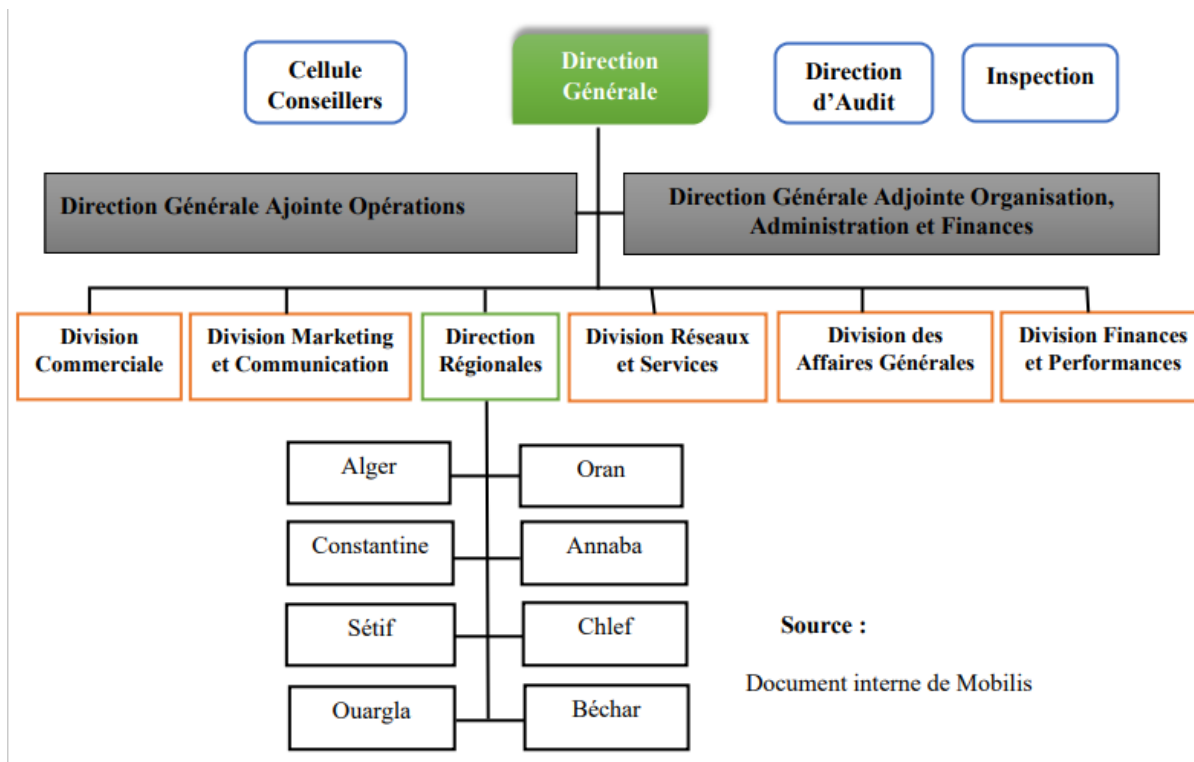 Cellule
Conseillers
Direction
Générale
Direction
d’Audit
Inspection
Direction Générale Ajointe Opérations
Direction Générale Adjointe Organisation,
Administration et Finances
Division
Commerciale
Division Marketing
et Communication
Direction
Régionales
Division Réseaux
et Services
Division des
Affaires Générales
Division Finances
et Performances
Alger
Oran
Constantine
Annaba
Sétif
Chlef
Ouargla
Béchar
Source :
Document interne de Mobilis